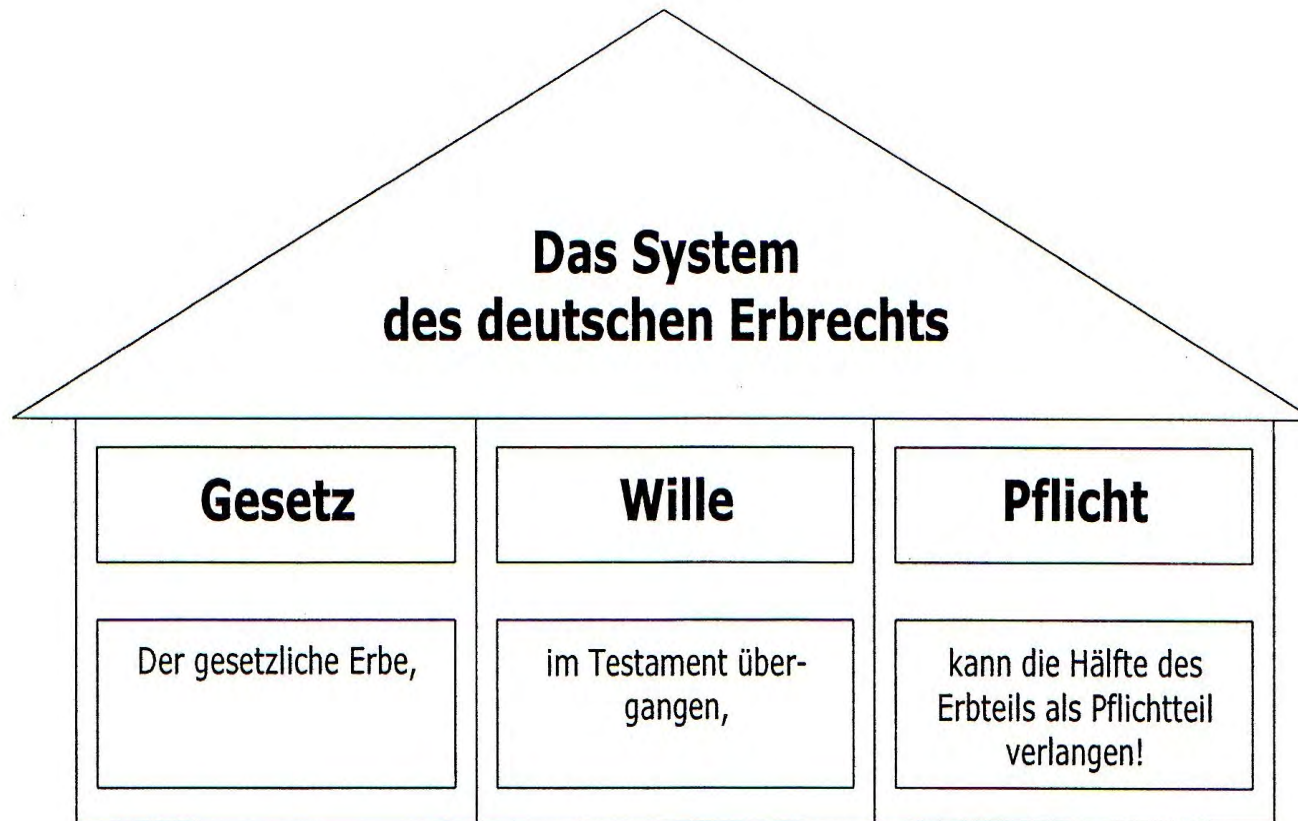 Das System
des deutschen Erbrechts
Gesetz
Wille
Pflicht
Der gesetzliche Erbe,
im Testament über-
gangen,
kann die Hälfte des
Erbteils als Pflichtteil
verlangen!